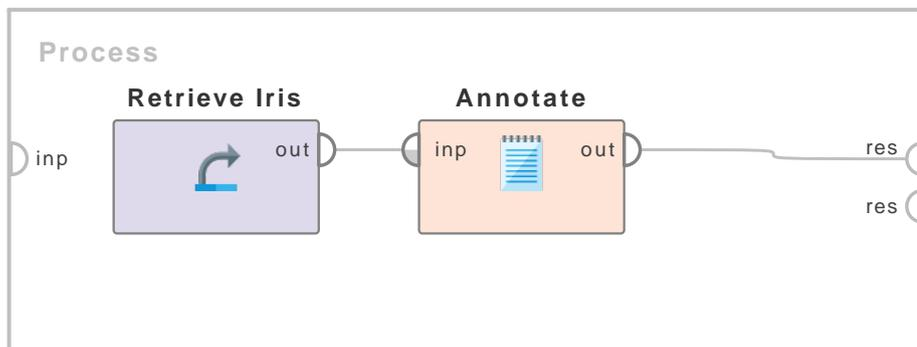 Process
Retrieve Iris
Annotate
inp
out
inp
out
res
res